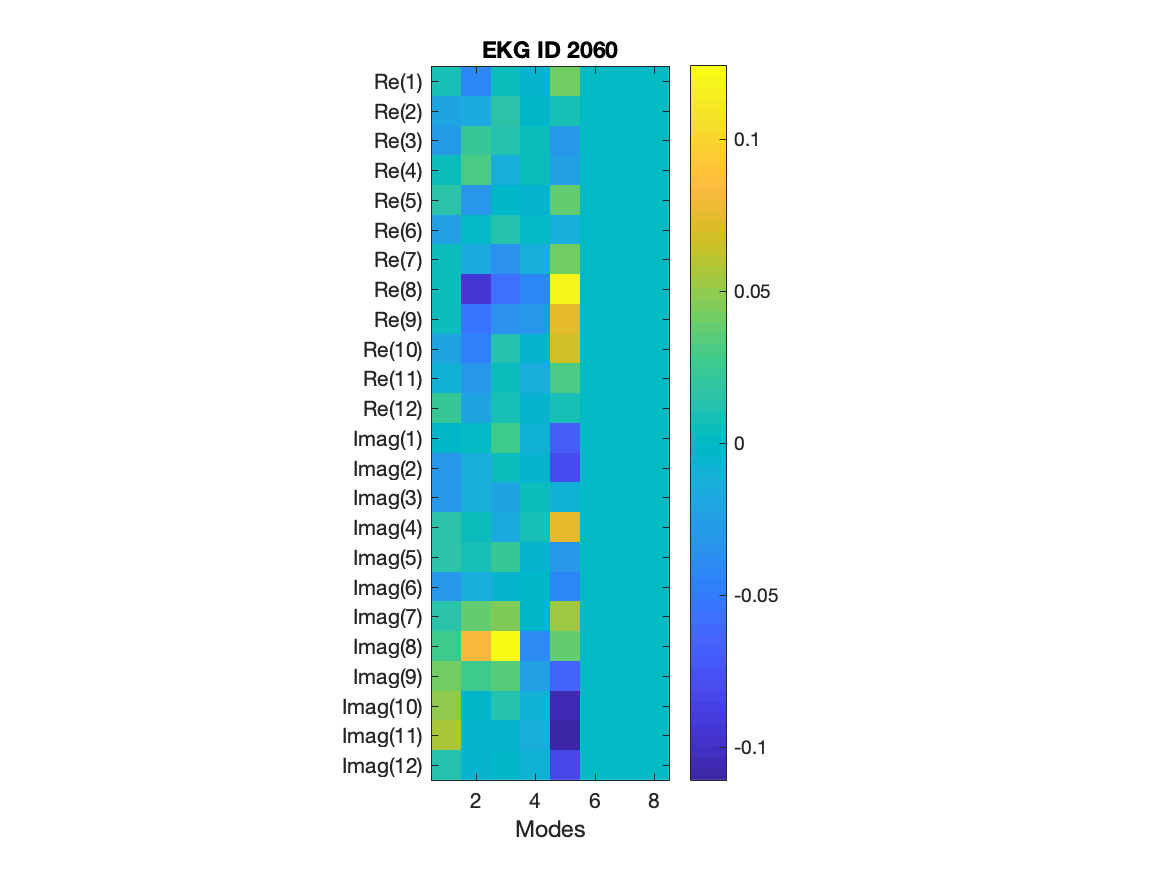 EKG ID 2060
Re(1)
Re(2)
Re(3)
Re(4)
Re(5)
Re(6)
Re(7)
Re(8)
Re(9)
Re(10)
Re(11)
Re(12)
Imag(1)
Imag(2)
Imag(3)
Imag(4)
Imag(5)
Imag(6)
Imag(7)
Imag(8)
Imag(9)
Imag(10)
Imag(11)
Imag(12)
2 4 6 8
Modes
0.1
0.05
0
-0.05
-0.1